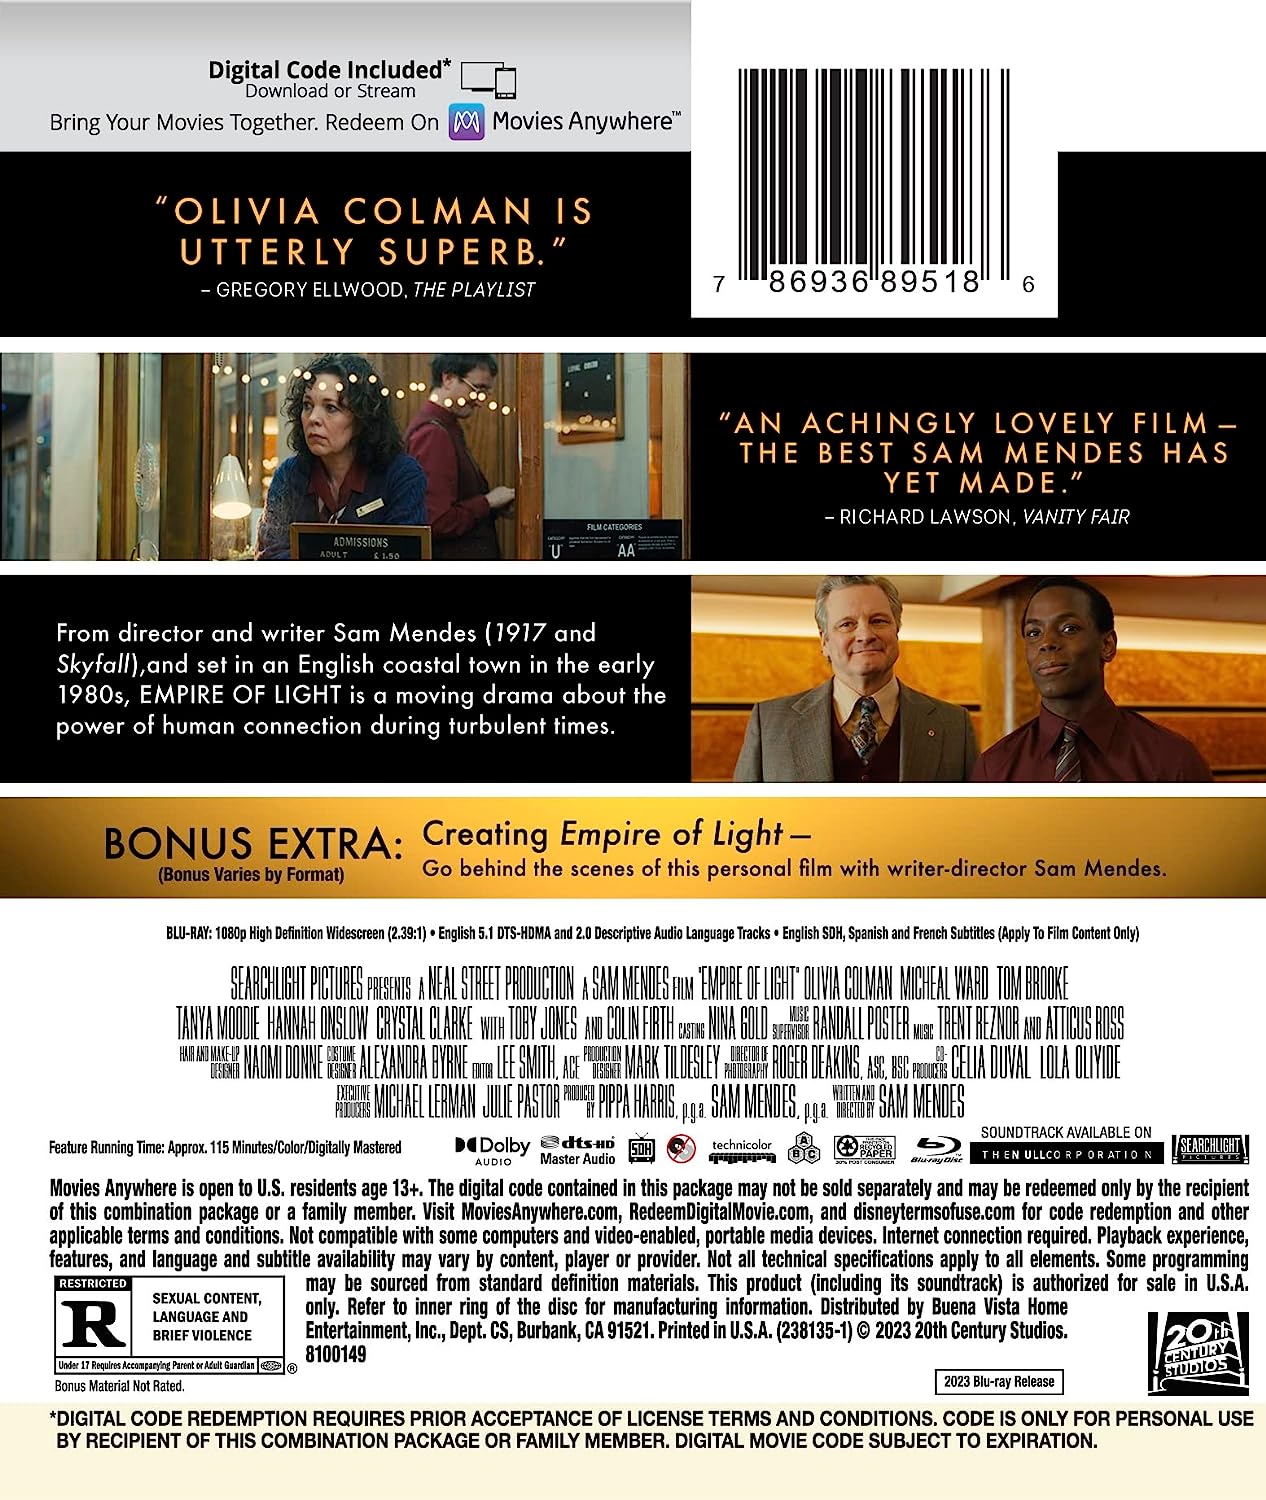 Digital Code Included*
Download or Stream
Bring Your Movies Together. Redeem On Movies Anywhere™
7 86936 89518 6
“OLIVIA COLMAN IS
UTTERLY SUPERB.”
– GREGORY ELLWOOD, THE PLAYLIST
ADMISSIONS
ADULT £1.50
FILM CATEGORIES
U
AA
“AN ACHINGLY LOVELY FILM –
THE BEST SAM MENDES HAS
YET MADE.”
– RICHARD LAWSON, VANITY FAIR
From director and writer Sam Mendes (1917 and
Skyfall),and set in an English coastal town in the early
1980s, EMPIRE OF LIGHT is a moving drama about the
power of human connection during turbulent times.
BONUS EXTRA:
(Bonus Varies by Format)
Creating Empire of Light –
Go behind the scenes of this personal film with writer-director Sam Mendes.
BLU-RAY: 1080p High Definition Widescreen (2.39:1) • English 5.1 DTS-HDMA and 2.0 Descriptive Audio Language Tracks • English SDH, Spanish and French Subtitles (Apply To Film Content Only)
SEARCHLIGHT PICTURES PRESENTS A NEAL STREET PRODUCTION A SAM MENDES FILM "EMPIRE OF LIGHT" OLIVIA COLMAN MICHEAL WARD TOM BROOKE
TANYA MOODIE HANNAH ONSLOW CRYSTAL CLARKE WITH TOBY JONES AND COLIN FIRTH CASTING NINA GOLD MUSIC SUPERVISOR RANDALL POSTER MUSIC TRENT REZNOR AND ATTICUS ROSS
HAIR AND MAKE-UP DESIGNER NAOMI DONNE COSTUME DESIGNER ALEXANDRA BYRNE EDITOR LEE SMITH, ACE PRODUCTION DESIGNER MARK TILDESLEY DIRECTOR OF PHOTOGRAPHY ROGER DEAKINS, ASC, BSC CO-PRODUCERS CELIA DUVAL LOLA OLIYIDE
EXECUTIVE PRODUCERS MICHAEL LERMAN JULIE PASTOR PRODUCED BY PIPPA HARRIS, p.g.a. SAM MENDES, p.g.a. WRITTEN AND DIRECTED BY SAM MENDES
Feature Running Time: Approx. 115 Minutes/Color/Digitally Mastered
Dolby AUDIO
dts-HD Master Audio
SDH
technicolor
A B C
RECYCLED PAPER
30% POST CONSUMER
Blu-ray Disc
SOUNDTRACK AVAILABLE ON
THE NULL CORPORATION
SEARCHLIGHT PICTURES
Movies Anywhere is open to U.S. residents age 13+. The digital code contained in this package may not be sold separately and may be redeemed only by the recipient
of this combination package or a family member. Visit MoviesAnywhere.com, RedeemDigitalMovie.com, and disneytermsofuse.com for code redemption and other
applicable terms and conditions. Not compatible with some computers and video-enabled, portable media devices. Internet connection required. Playback experience,
features, and language and subtitle availability may vary by content, player or provider. Not all technical specifications apply to all elements. Some programming
may be sourced from standard definition materials. This product (including its soundtrack) is authorized for sale in U.S.A.
only. Refer to inner ring of the disc for manufacturing information. Distributed by Buena Vista Home
Entertainment, Inc., Dept. CS, Burbank, CA 91521. Printed in U.S.A. (238135-1) © 2023 20th Century Studios.
8100149
RESTRICTED
R
SEXUAL CONTENT,
LANGUAGE AND
BRIEF VIOLENCE
Under 17 Requires Accompanying Parent or Adult Guardian ®
Bonus Material Not Rated.
2023 Blu-ray Release
20th CENTURY STUDIOS
*DIGITAL CODE REDEMPTION REQUIRES PRIOR ACCEPTANCE OF LICENSE TERMS AND CONDITIONS. CODE IS ONLY FOR PERSONAL USE
BY RECIPIENT OF THIS COMBINATION PACKAGE OR FAMILY MEMBER. DIGITAL MOVIE CODE SUBJECT TO EXPIRATION.